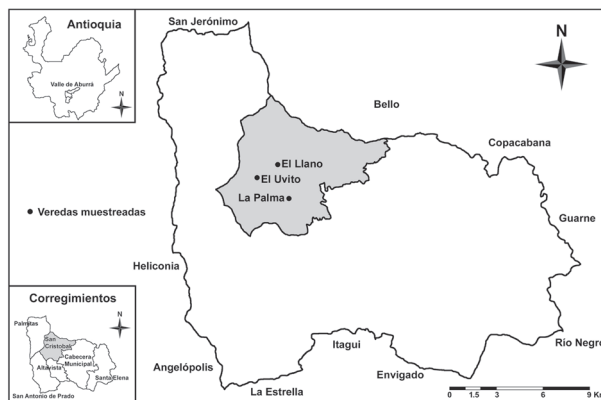 Antioquia
Valle de Aburrá
N
San Jerónimo
N
Bello
Copacabana
El Llano
El Uvito
La Palma
Veredas muestreadas
Guarne
Heliconia
Corregimientos
Palmitas
N
San
Cristobal
Cabecera
Municipal
Altavista
Santa Elena
San Antonio de Prado
Angelópolis
La Estrella
Itagui
Envigado
Rio Negro
0 1.5 3 6 9 Km